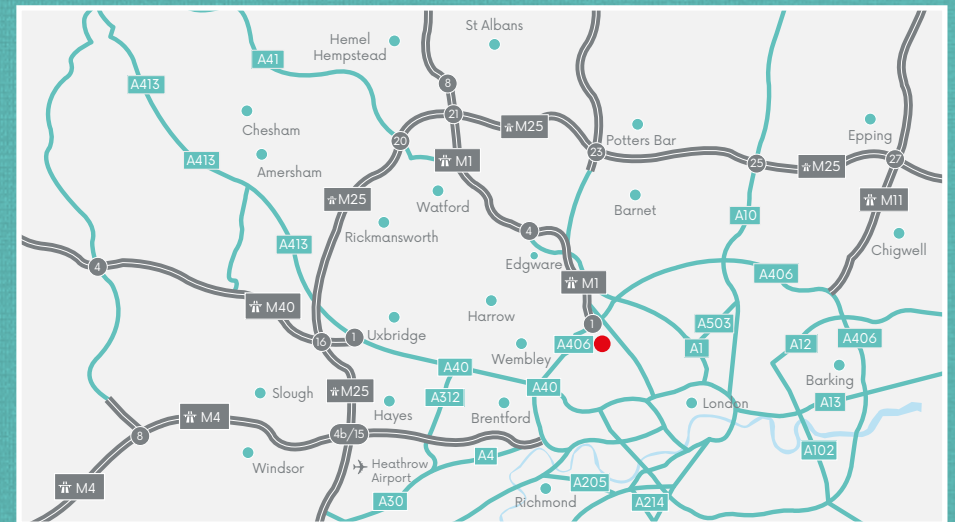 St Albans
Hemel
Hempstead
A41
A413
8
21
M25
Chesham
20
Potters Bar
Epping
23
M1
25
M25
27
A413
Amersham
M25
Watford
Barnet
M11
A10
Rickmansworth
4
A413
Chigwell
Edgware
4
A406
M1
M40
Harrow
1
A503
Uxbridge
1
16
A406
A1
A12
A406
Wembley
A40
Barking
A40
Slough
M25
A312
Hayes
Brentford
London
A13
M4
8
4b/15
A102
A4
Windsor
Heathrow
Airport
A205
M4
A30
Richmond
A214